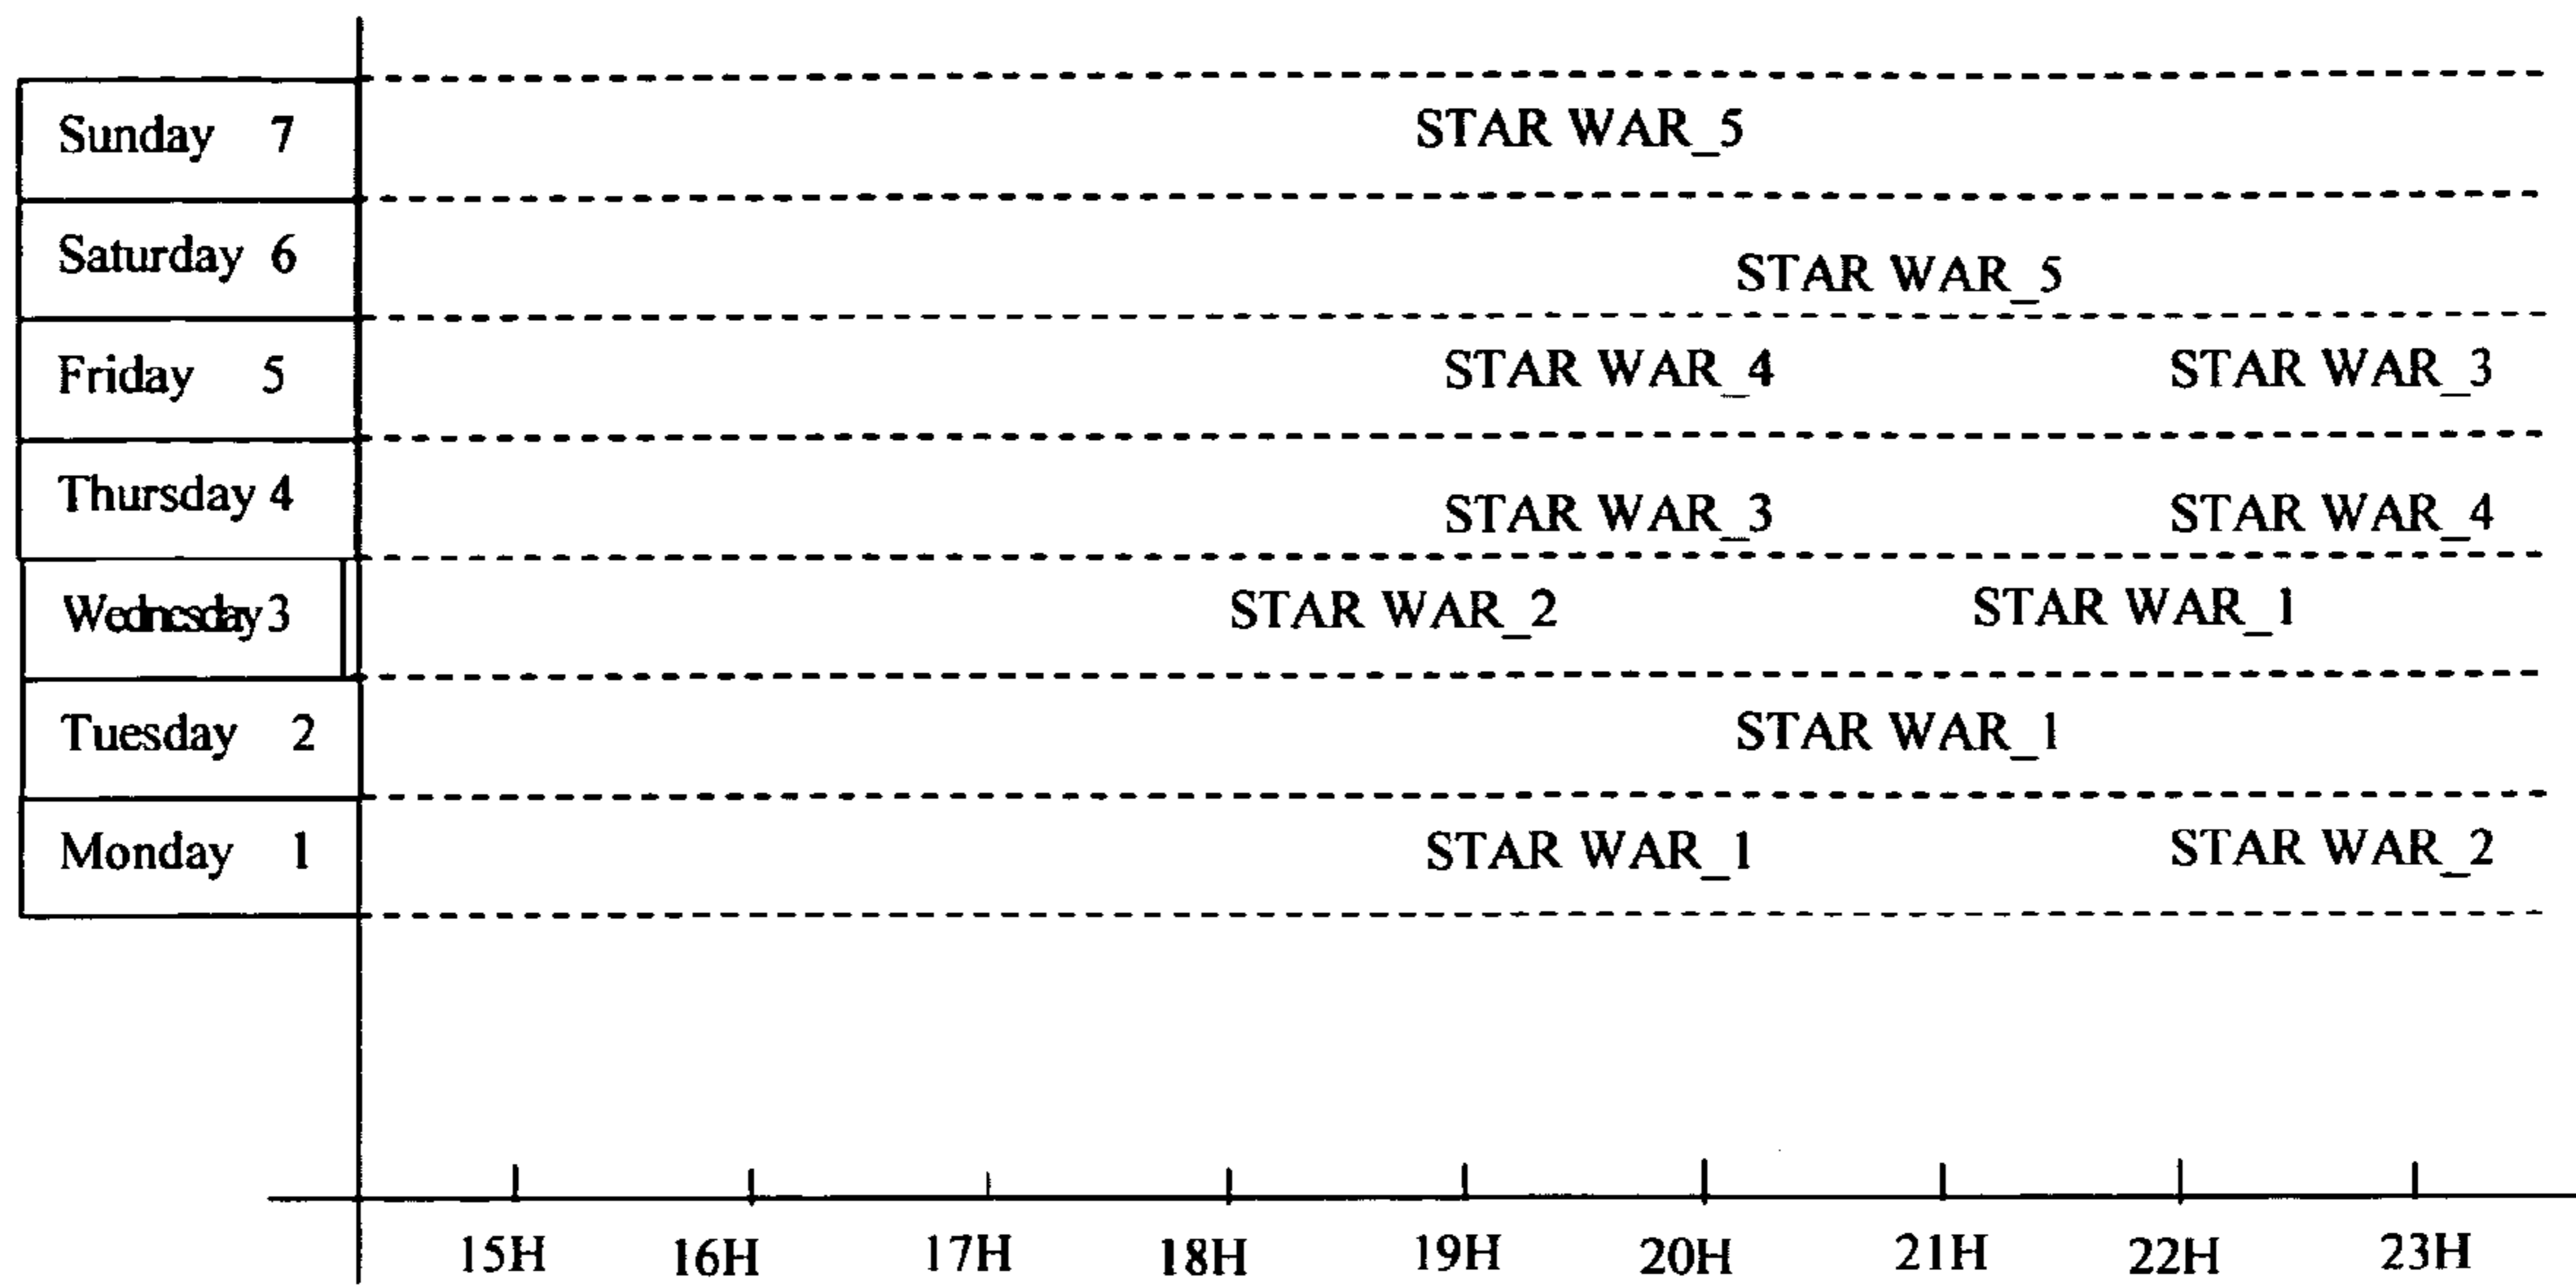 Sunday 7 STAR WAR_5
Saturday 6 STAR WAR_5
Friday 5 STAR WAR_4 STAR WAR_3
Thursday 4 STAR WAR_3 STAR WAR_4
Wednesday 3 STAR WAR_2 STAR WAR_1
Tuesday 2 STAR WAR_1
Monday 1 STAR WAR_1 STAR WAR_2
15H 16H 17H 18H 19H 20H 21H 22H 23H